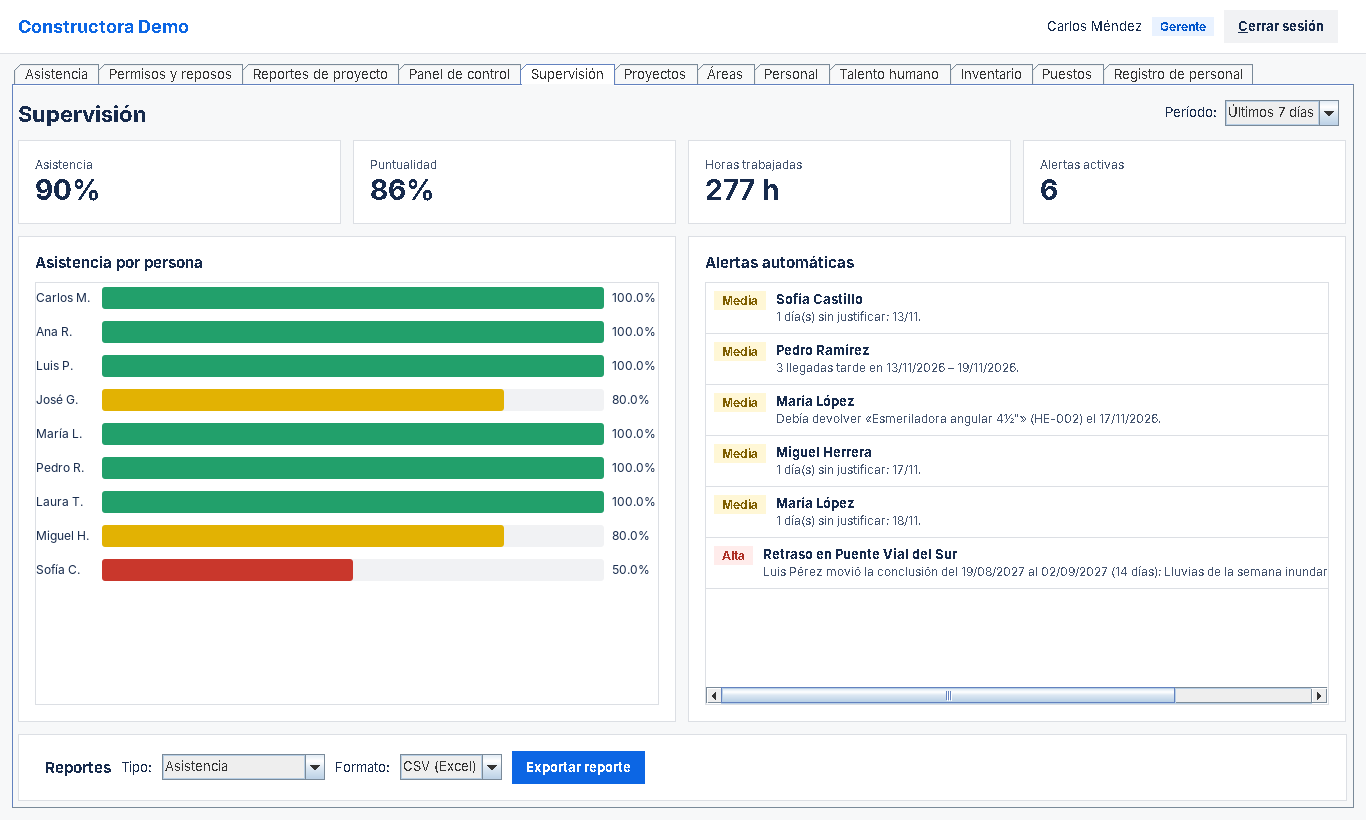 Constructora Demo
Carlos Méndez Gerente Cerrar sesión
Asistencia Permisos y reposos Reportes de proyecto Panel de control Supervisión Proyectos Áreas Personal Talento humano Inventario Puestos Registro de personal
Supervisión
Período: Últimos 7 días
Asistencia
90%
Puntualidad
86%
Horas trabajadas
277 h
Alertas activas
6
Asistencia por persona
Carlos M. 100.0%
Ana R. 100.0%
Luis P. 100.0%
José G. 80.0%
María L. 100.0%
Pedro R. 100.0%
Laura T. 100.0%
Miguel H. 80.0%
Sofía C. 50.0%
Alertas automáticas
Media Sofía Castillo
1 día(s) sin justificar: 13/11.
Media Pedro Ramírez
3 llegadas tarde en 13/11/2026 – 19/11/2026.
Media María López
Debía devolver «Esmeriladora angular 4½"» (HE-002) el 17/11/2026.
Media Miguel Herrera
1 día(s) sin justificar: 17/11.
Media María López
1 día(s) sin justificar: 18/11.
Alta Retraso en Puente Vial del Sur
Luis Pérez movió la conclusión del 19/08/2027 al 02/09/2027 (14 días): Lluvias de la semana inundar
Reportes Tipo: Asistencia Formato: CSV (Excel) Exportar reporte